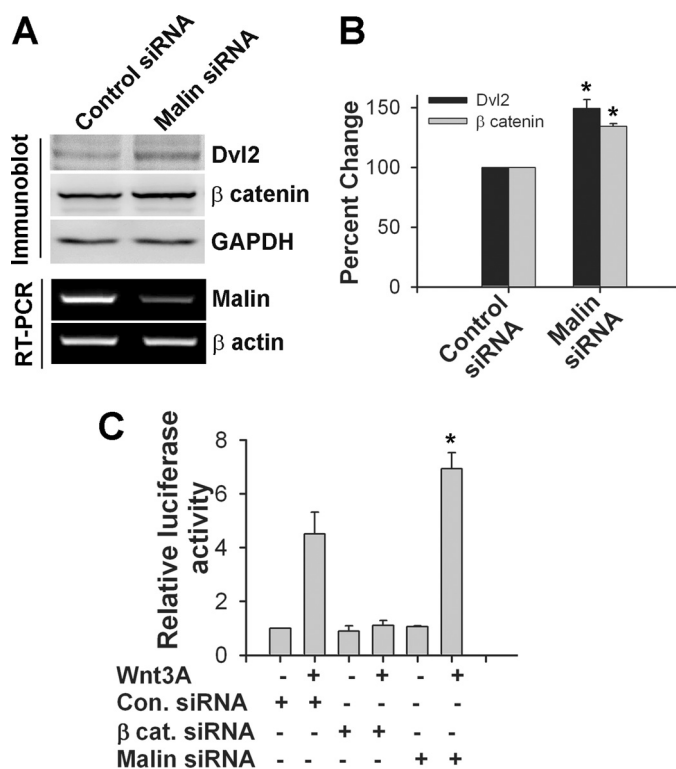 A
Control siRNA
Malin siRNA
Immunoblot
Dvl2
β catenin
GAPDH
RT-PCR
Malin
β actin
B
Percent Change
150
100
50
0
Dvl2
β catenin
*
*
Control siRNA
Malin siRNA
C
Relative luciferase activity
8
6
4
2
0
*
Wnt3A - + - + - +
Con. siRNA + + - - - -
β cat. siRNA - - + + - -
Malin siRNA - - - - + +